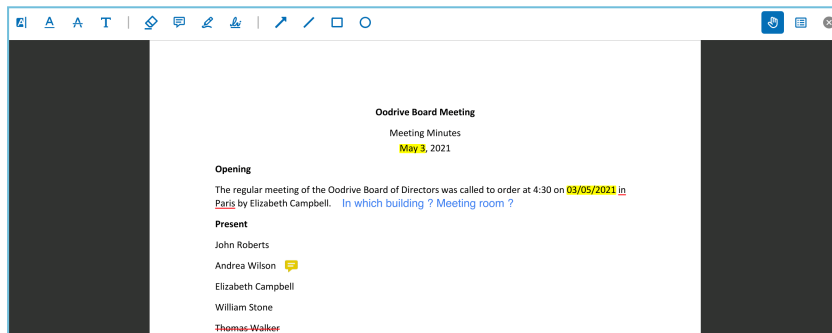 Oodrive Board Meeting
Meeting Minutes
May 3, 2021
Opening
The regular meeting of the Oodrive Board of Directors was called to order at 4:30 on 03/05/2021 in
Paris by Elizabeth Campbell. In which building ? Meeting room ?
Present
John Roberts
Andrea Wilson
Elizabeth Campbell
William Stone
Thomas Walker